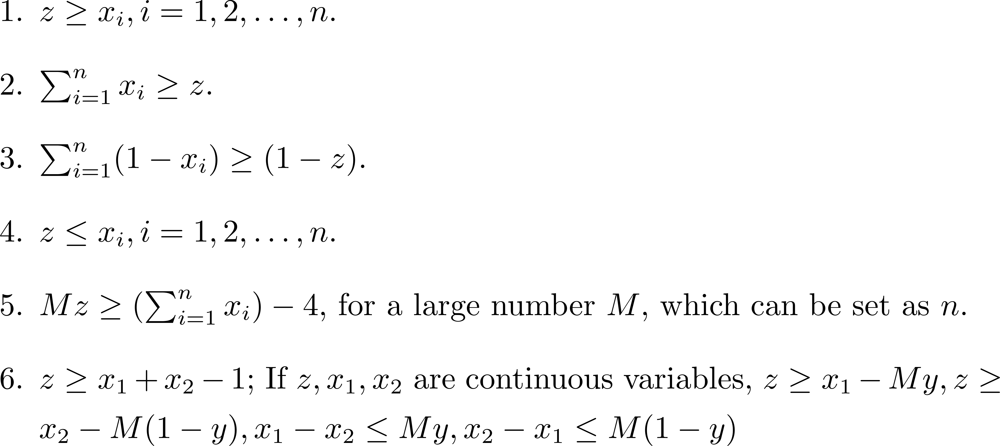 1. $z \geq x_i, i = 1, 2, \ldots, n.$
2. $\sum_{i=1}^{n} x_i \geq z.$
3. $\sum_{i=1}^{n} (1 - x_i) \geq (1 - z).$
4. $z \leq x_i, i = 1, 2, \ldots, n.$
5. $Mz \geq (\sum_{i=1}^{n} x_i) - 4$, for a large number $M$, which can be set as $n$.
6. $z \geq x_1 + x_2 - 1$; If $z, x_1, x_2$ are continuous variables, $z \geq x_1 - My, z \geq$
$x_2 - M(1 - y), x_1 - x_2 \leq My, x_2 - x_1 \leq M(1 - y)$